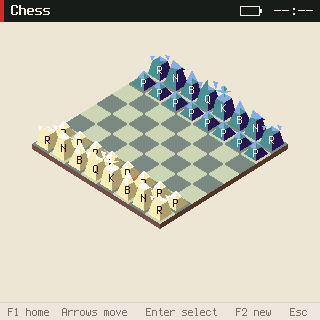 Chess --:--
R
N
P B
P Q
P K
P B
P N
P R
P
P
R
N
B
Q
K P
B P
N P
R
F1 home Arrows move Enter select F2 new Esc